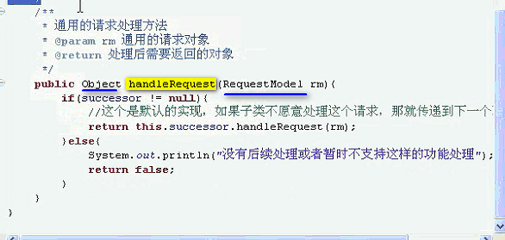 /**
 * 通用的请求处理方法
 * @param rm 通用的请求对象
 * @return 处理后需要返回的对象
 */
public Object handleRequest(RequestModel rm){
if(successor != null){
//这个是默认的实现，如果子类不愿意处理这个请求，那就传递到下一个
return this.successor.handleRequest(rm);
}else{
System.out.println("没有后续处理或者暂时不支持这样的功能处理");
return false;
}
}
}